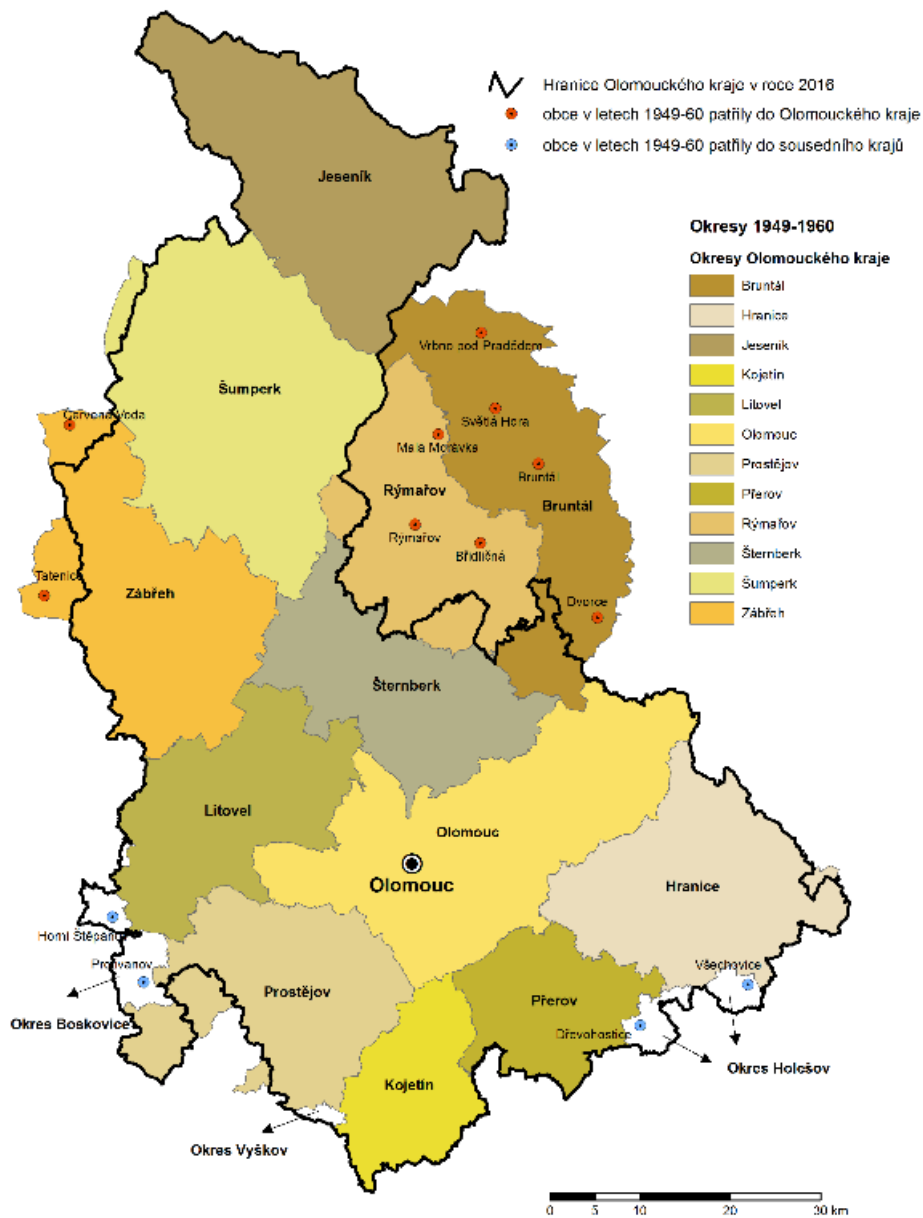 Hranice Olomouckého kraje v roce 2016
obce v letech 1949-60 patřily do Olomouckého kraje
obce v letech 1949-60 patřily do sousedního krajů
Okresy 1949-1960
Okresy Olomouckého kraje
Bruntál
Hranice
Jeseník
Kojetín
Litovel
Olomouc
Prostějov
Přerov
Rýmařov
Šternberk
Šumperk
Zábřeh
Jeseník
Vrbno pod Pradědem
Šumperk
Světlá Hora
Červená Voda
Malá Morávka
Bruntál
Rýmařov
Bruntál
Rýmařov
Břidličná
Tatenice
Zábřeh
Dvorce
Šternberk
Litovel
Olomouc
Olomouc
Hranice
Horní Štěpánov
Protivanov
Všechovice
Prostějov
Přerov
Okres Boskovice
Dřevohostice
Okres Holešov
Kojetín
Okres Vyškov
0 5 10 20 30 km